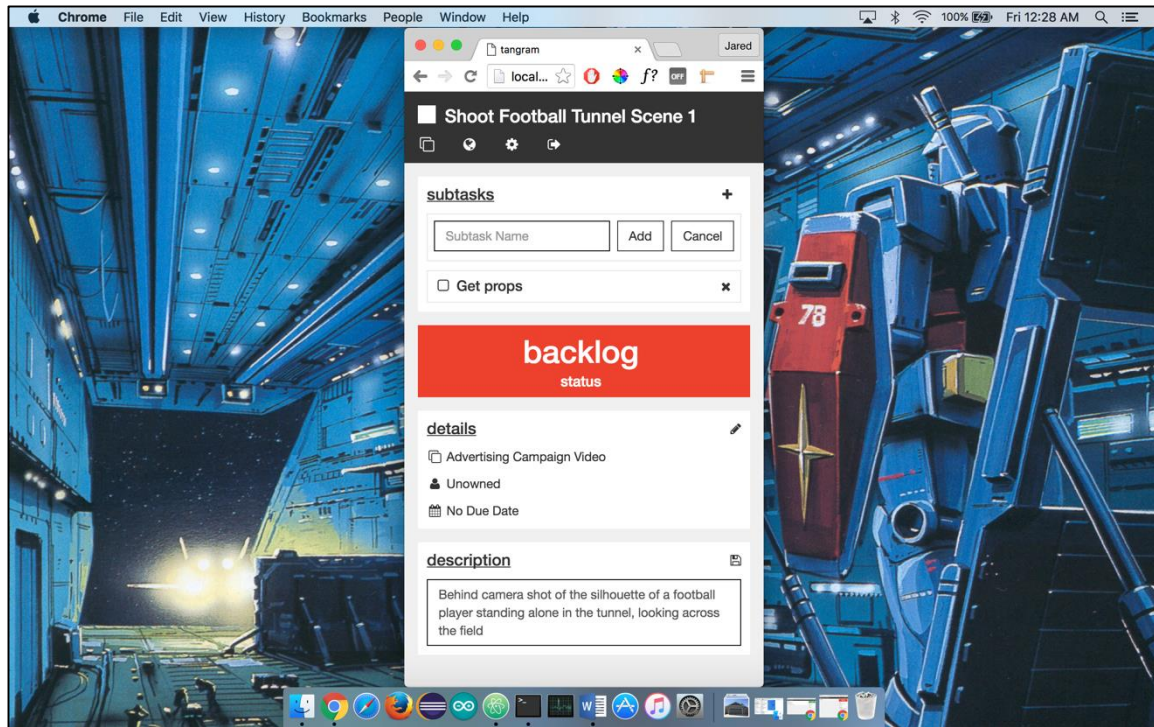 Chrome File Edit View History Bookmarks People Window Help 100% Fri 12:28 AM
tangram Jared
local... f? OFF
Shoot Football Tunnel Scene 1
subtasks
Subtask Name Add Cancel
Get props
backlog
status
details
Advertising Campaign Video
Unowned
No Due Date
description
Behind camera shot of the silhouette of a football
player standing alone in the tunnel, looking across
the field
78